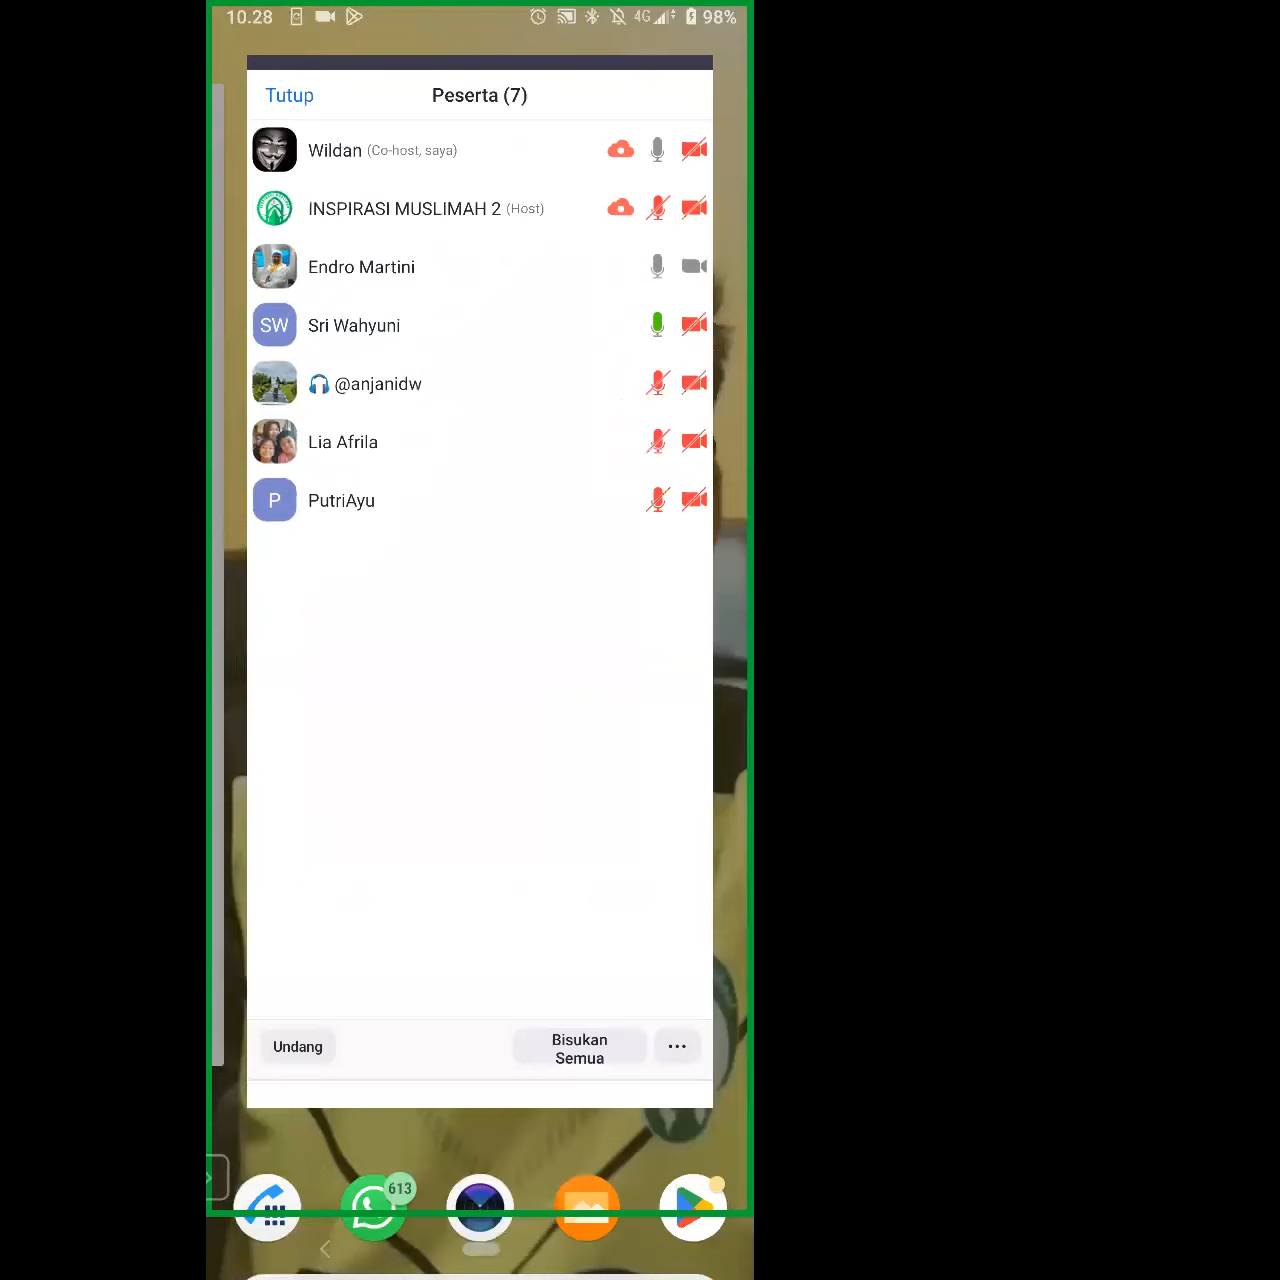 10.28 4G 98%
Tutup Peserta (7)
Wildan (Co-host, saya)
INSPIRASI MUSLIMAH 2 (Host)
Endro Martini
SW Sri Wahyuni
@anjanidw
Lia Afrila
P PutriAyu
Undang Bisukan Semua ...
613